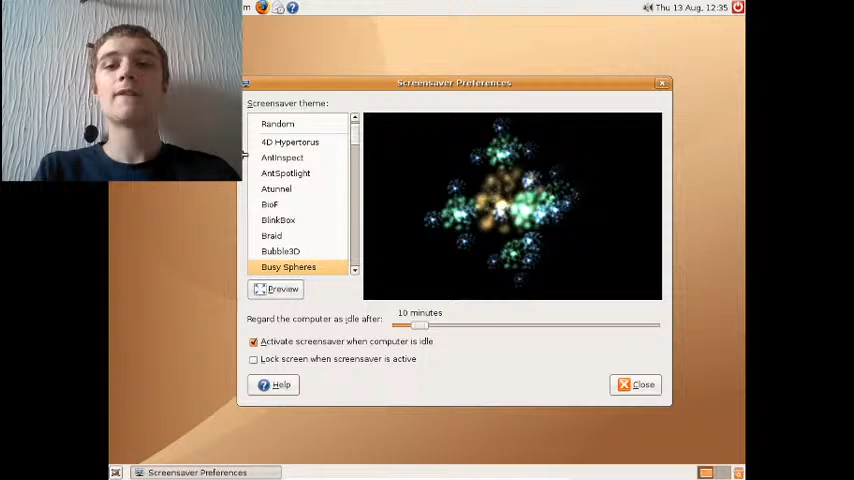 m
Thu 13 Aug, 12:35
Screensaver Preferences
Screensaver theme:
Random
4D Hypertorus
AntInspect
AntSpotlight
Atunnel
BioF
BlinkBox
Braid
Bubble3D
Busy Spheres
Preview
10 minutes
Regard the computer as idle after:
Activate screensaver when computer is idle
Lock screen when screensaver is active
Help
Close
Screensaver Preferences